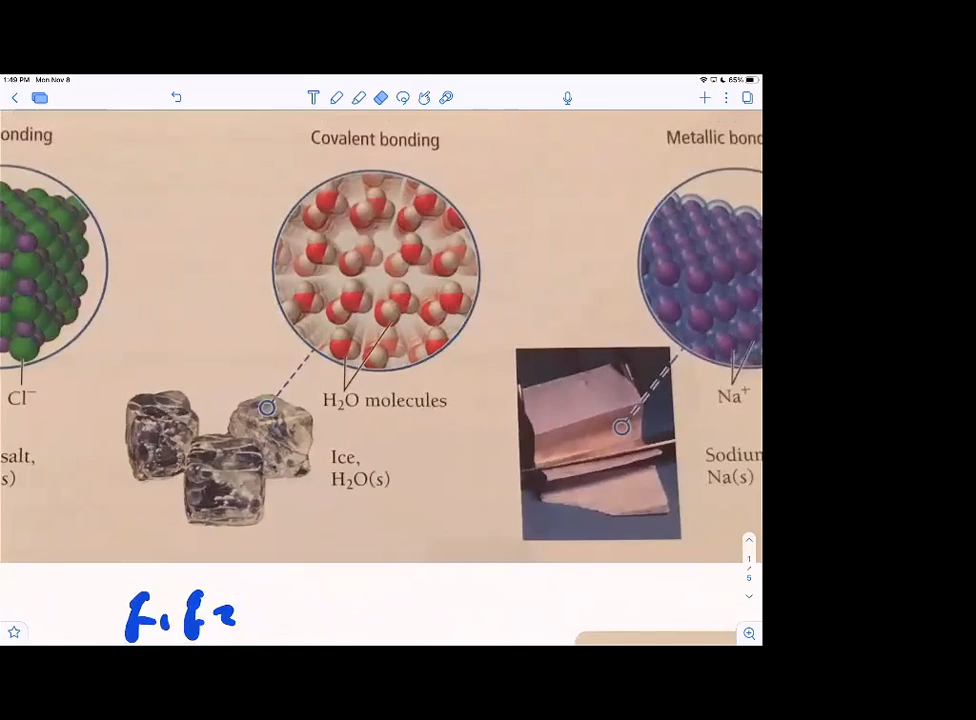 1:49 PM Mon Nov 8
65%
T
onding
Covalent bonding
Metallic bond
Cl⁻
H₂O molecules
Na⁺
salt,
s)
Ice,
H₂O(s)
Sodium
Na(s)
1
/
5